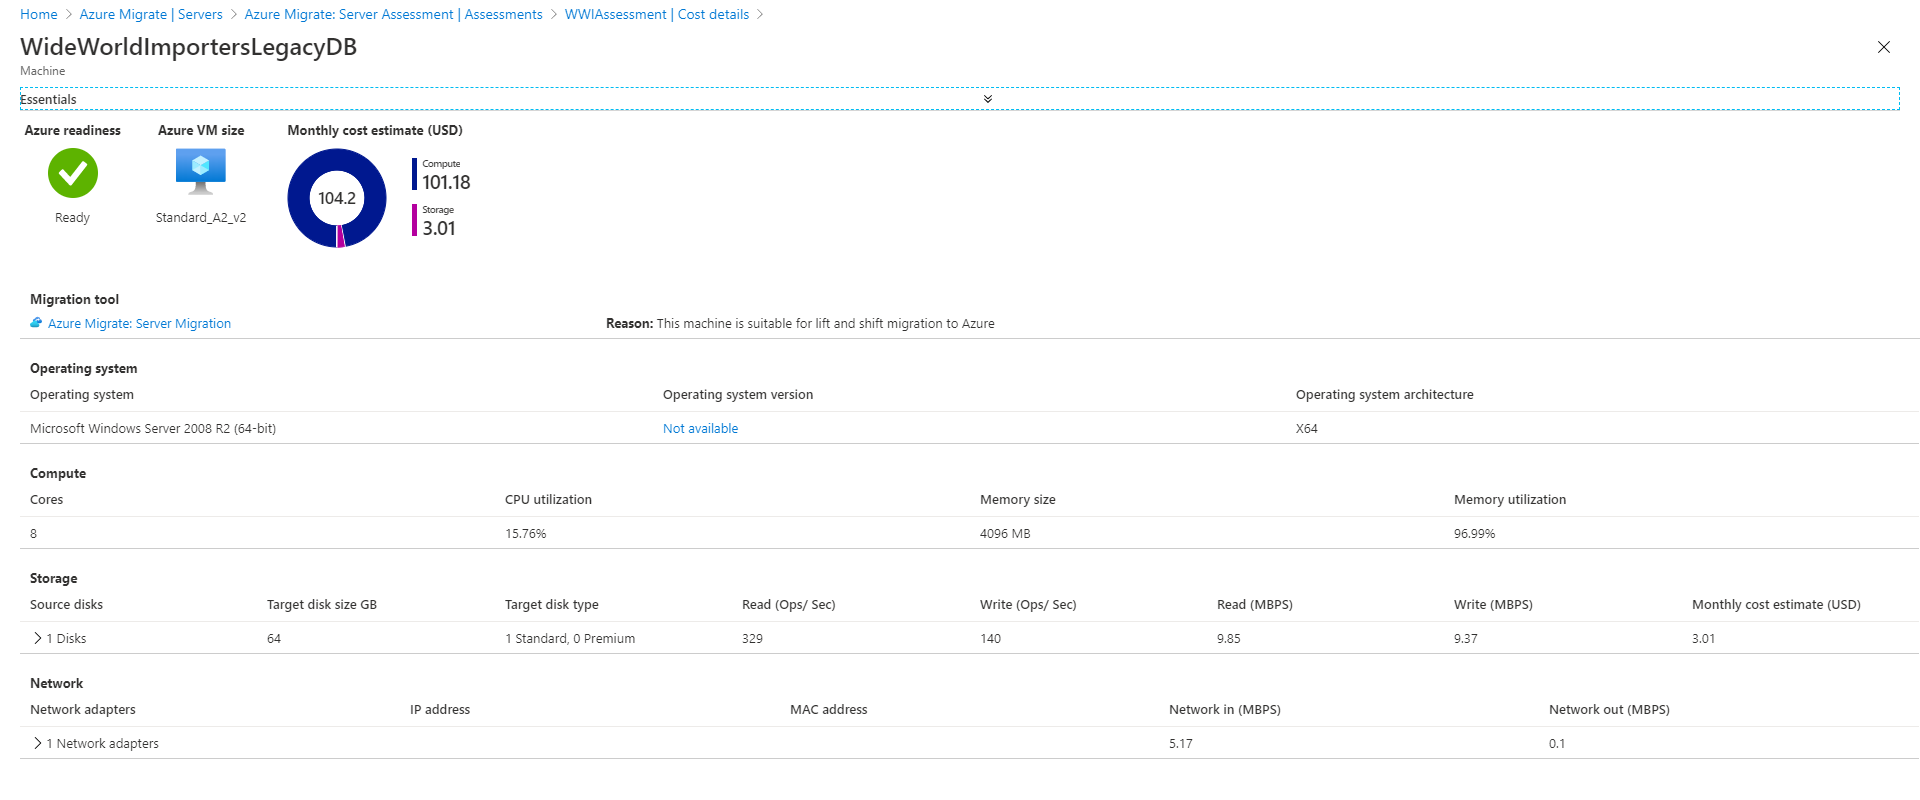 Home > Azure Migrate | Servers > Azure Migrate: Server Assessment | Assessments > WWIAssessment | Cost details >
WideWorldImportersLegacyDB
Machine
Essentials
Azure readiness Azure VM size Monthly cost estimate (USD)
Compute
101.18
104.2
Storage
3.01
Ready Standard_A2_v2
Migration tool
Azure Migrate: Server Migration Reason: This machine is suitable for lift and shift migration to Azure
Operating system
Operating system Operating system version Operating system architecture
Microsoft Windows Server 2008 R2 (64-bit) Not available X64
Compute
Cores CPU utilization Memory size Memory utilization
8 15.76% 4096 MB 96.99%
Storage
Source disks Target disk size GB Target disk type Read (Ops/ Sec) Write (Ops/ Sec) Read (MBPS) Write (MBPS) Monthly cost estimate (USD)
1 Disks 64 1 Standard, 0 Premium 329 140 9.85 9.37 3.01
Network
Network adapters IP address MAC address Network in (MBPS) Network out (MBPS)
1 Network adapters 5.17 0.1